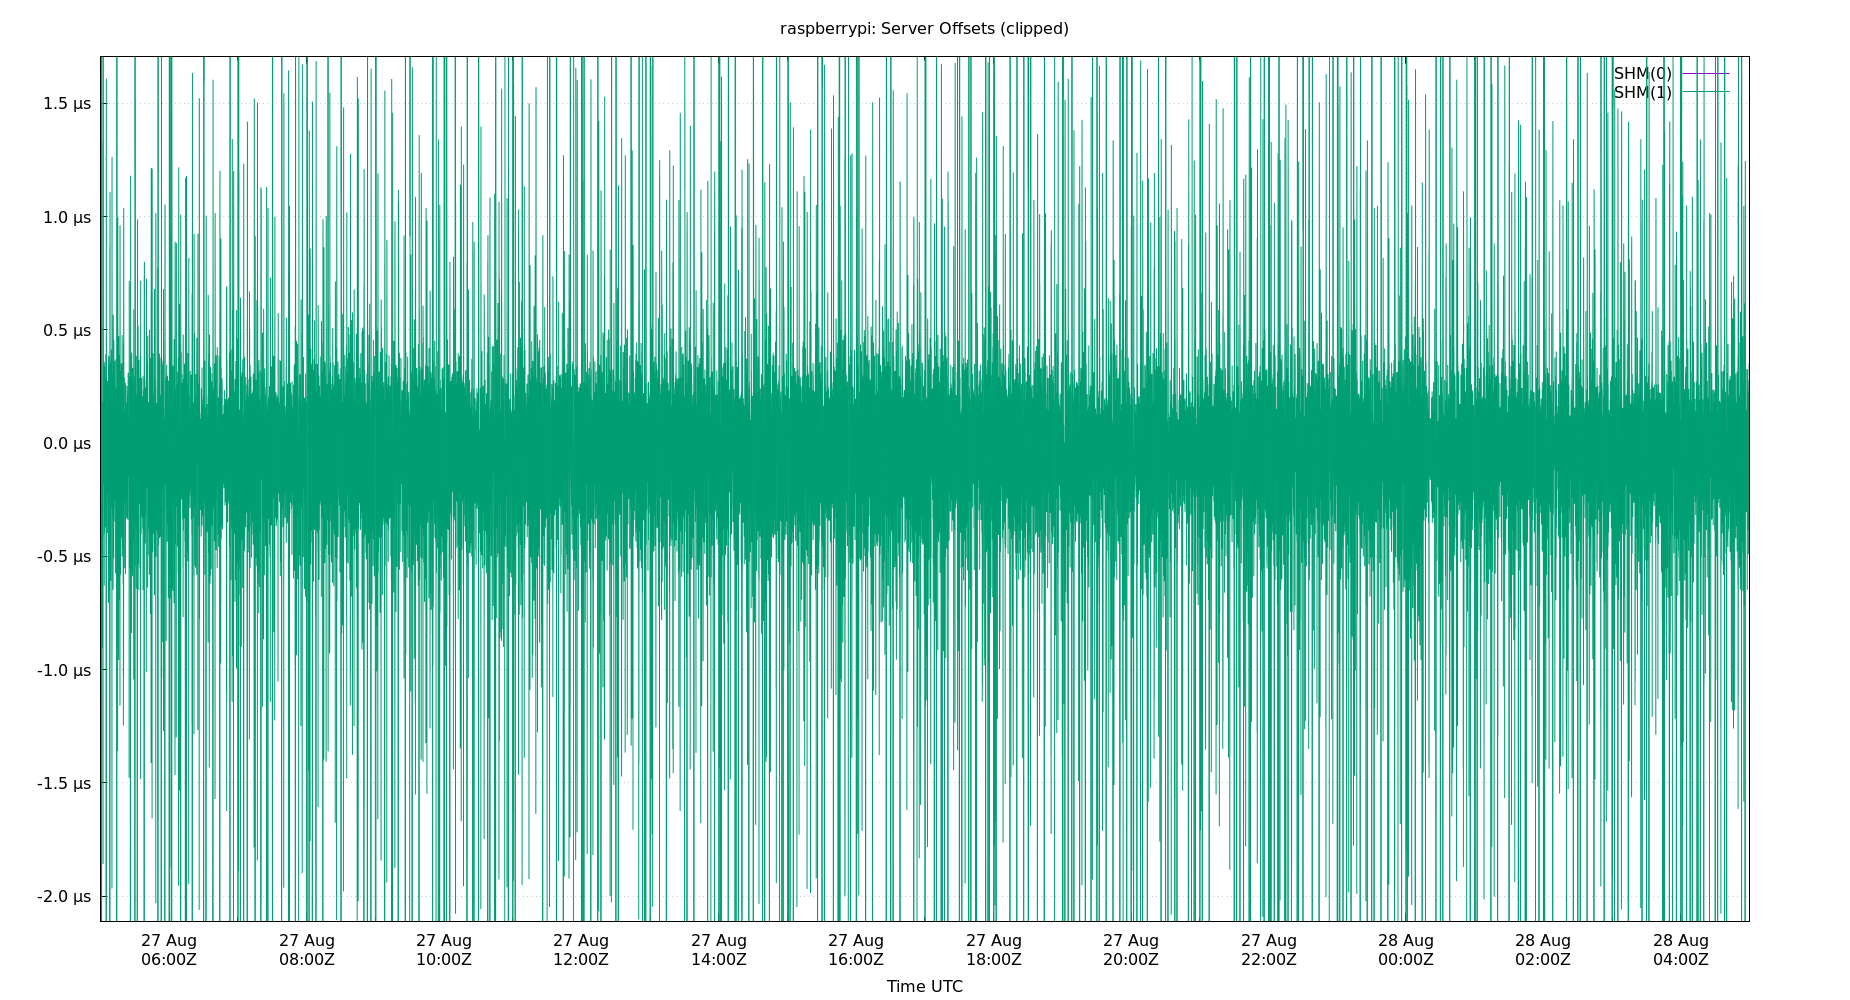 raspberrypi: Server Offsets (clipped)
SHM(0)
SHM(1)
1.5 µs
1.0 µs
0.5 µs
0.0 µs
-0.5 µs
-1.0 µs
-1.5 µs
-2.0 µs
27 Aug 27 Aug 27 Aug 27 Aug 27 Aug 27 Aug 27 Aug 27 Aug 27 Aug 28 Aug 28 Aug 28 Aug
06:00Z 08:00Z 10:00Z 12:00Z 14:00Z 16:00Z 18:00Z 20:00Z 22:00Z 00:00Z 02:00Z 04:00Z
Time UTC